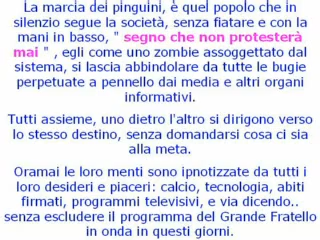 La marcia dei pinguini, è quel popolo che in
silenzio segue la società, senza fiatare e con la
mani in basso, " segno che non protesterà
mai " , egli come uno zombie assoggettato dal
sistema, si lascia abbindolare da tutte le bugie
perpetuate a pennello dai media e altri organi
informativi.
Tutti assieme, uno dietro l'altro si dirigono verso
lo stesso destino, senza domandarsi cosa ci sia
alla meta.
Oramai le loro menti sono ipnotizzate da tutti i
loro desideri e piaceri: calcio, tecnologia, abiti
firmati, programmi televisivi, e via dicendo..
senza escludere il programma del Grande Fratello
in onda in questi giorni.